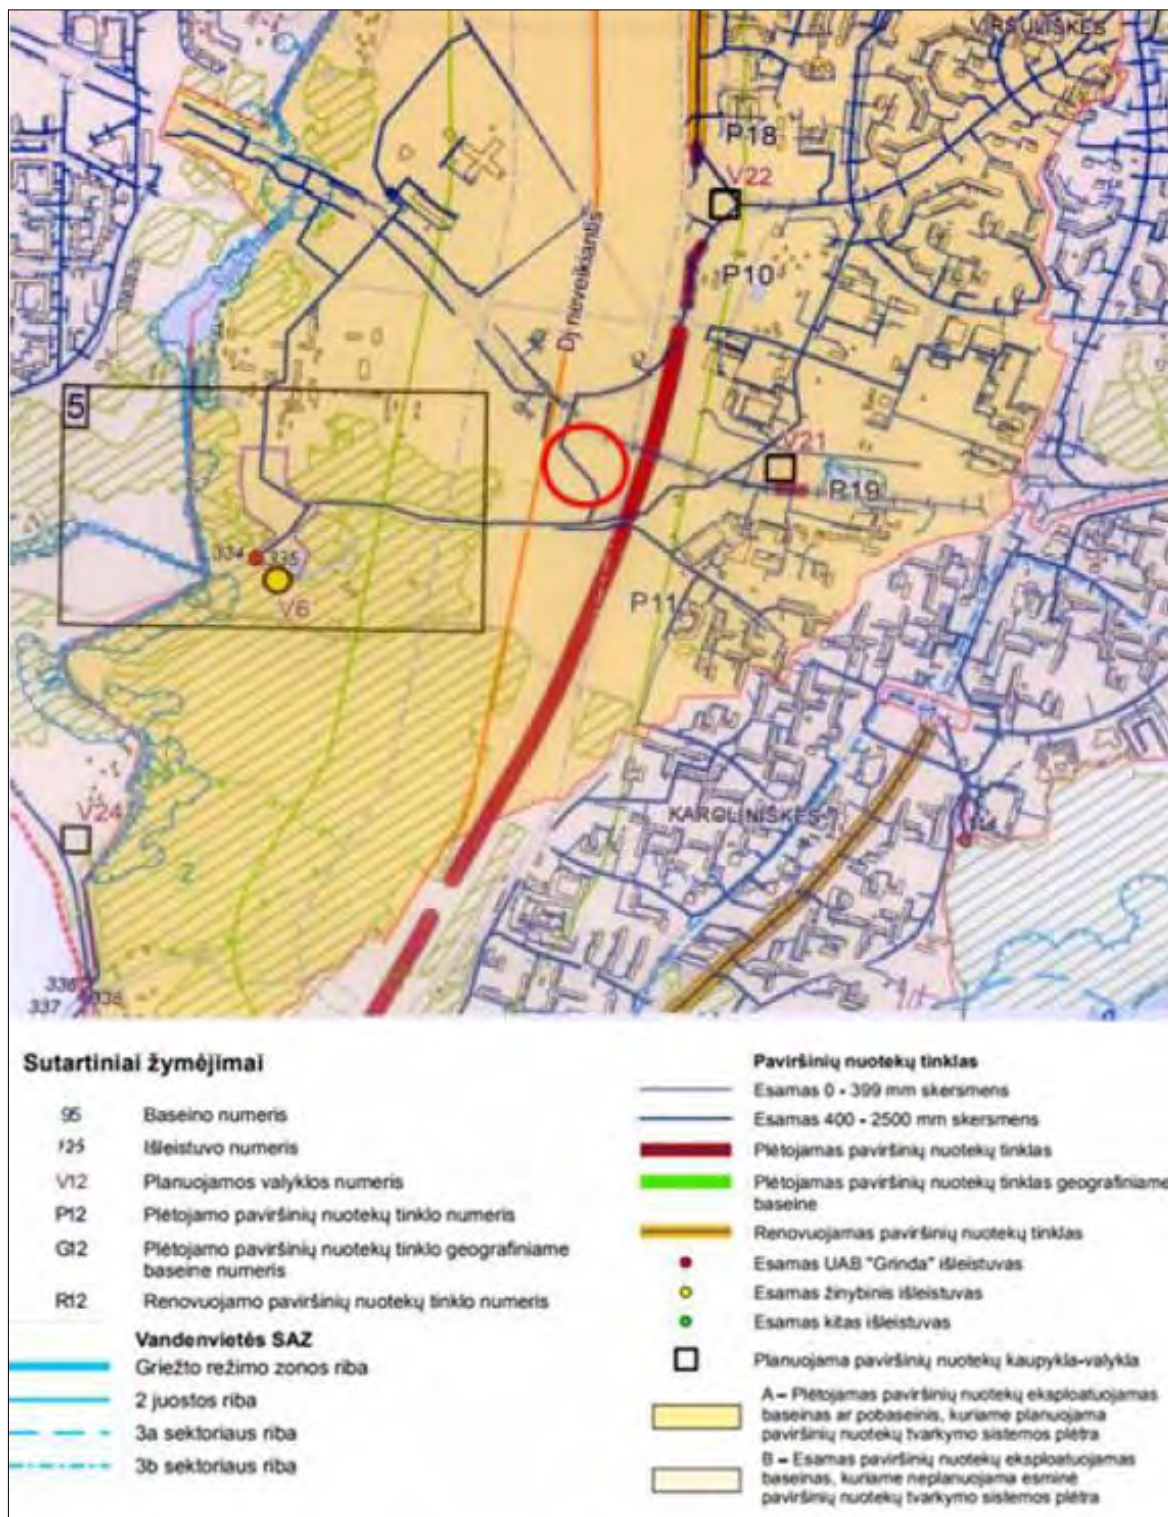 VIRŠULIŠKĖS
P18
V22
P10
Dj neveikiantis
5
V21
R19
334
335
V6
P11
V24
KAROLINIŠKĖS
336
337
338
Sutartiniai žymėjimai
95 Baseino numeris
125 Išleistuvo numeris
V12 Planuojamos valyklos numeris
P12 Plėtojamo paviršinių nuotekų tinklo numeris
G12 Plėtojamo paviršinių nuotekų tinklo geografiniame
baseine numeris
R12 Renovuojamo paviršinių nuotekų tinklo numeris
Vandenvietės SAZ
Griežto režimo zonos riba
2 juostos riba
3a sektoriaus riba
3b sektoriaus riba
Paviršinių nuotekų tinklas
Esamas 0 - 399 mm skersmens
Esamas 400 - 2500 mm skersmens
Plėtojamas paviršinių nuotekų tinklas
Plėtojamas paviršinių nuotekų tinklas geografiniame
baseine
Renovuojamas paviršinių nuotekų tinklas
Esamas UAB "Grinda" išleistuvas
Esamas žinybinis išleistuvas
Esamas kitas išleistuvas
Planuojama paviršinių nuotekų kaupykla-valykla
A – Plėtojamas paviršinių nuotekų eksploatuojamas
baseinas ar pobaseinis, kuriame planuojama
paviršinių nuotekų tvarkymo sistemos plėtra
B – Esamas paviršinių nuotekų eksploatuojamas
baseinas, kuriame neplanuojama esminė
paviršinių nuotekų tvarkymo sistemos plėtra